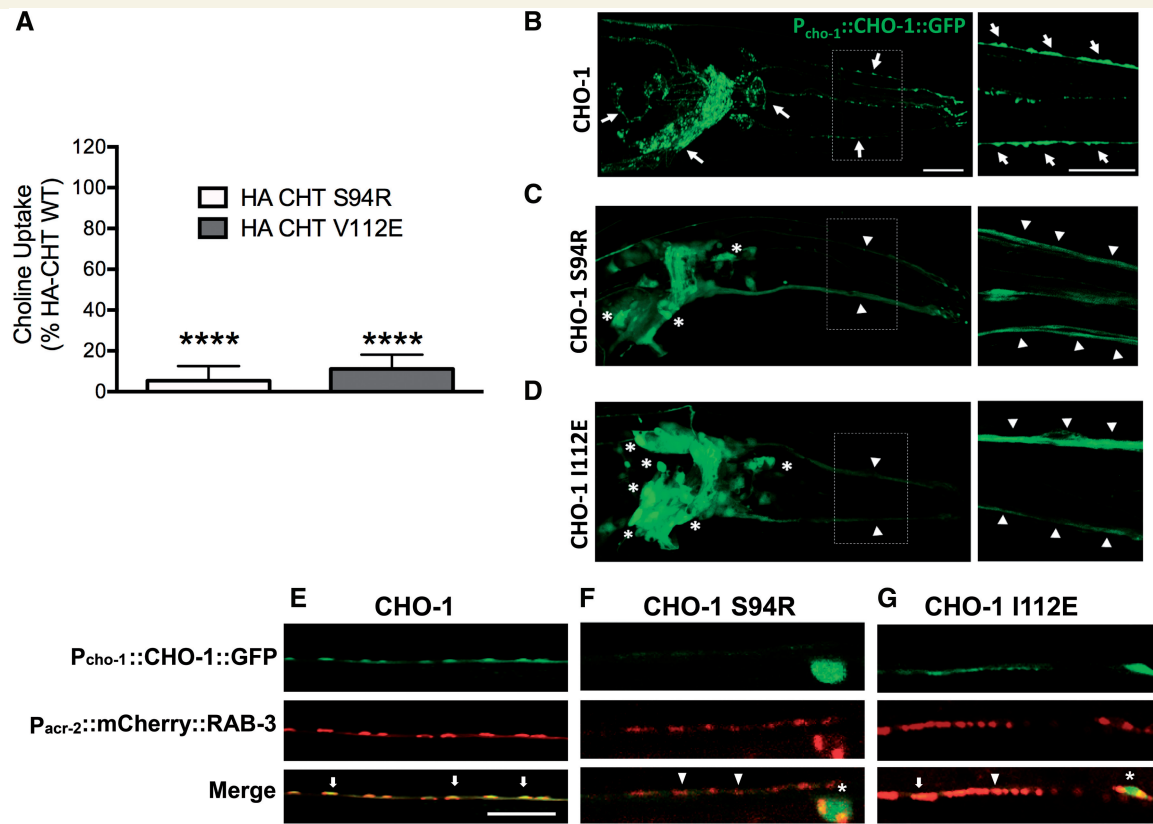 A
120
100
80
60
40
20
0
Choline Uptake
(% HA-CHT WT)
HA CHT S94R
HA CHT V112E
****
****
B
CHO-1
Pcho-1::CHO-1::GFP
C
CHO-1 S94R
*
*
*
D
CHO-1 I112E
*
*
*
*
*
*
E
CHO-1
F
CHO-1 S94R
G
CHO-1 I112E
Pcho-1::CHO-1::GFP
Pacr-2::mCherry::RAB-3
Merge
*
*